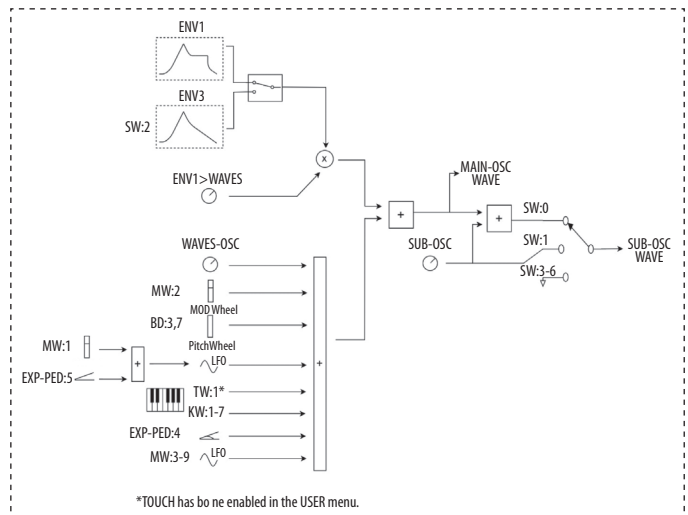 ENV1
ENV3
SW:2
x
ENV1>WAVES
MAIN-OSC
WAVE
+
+
SW:0
WAVES-OSC
SUB-OSC
SW:1
SUB-OSC
WAVE
SW:3-6
MW:2
MOD Wheel
BD:3,7
PitchWheel
MW:1
+
LFO
+
EXP-PED:5
TW:1*
KW:1-7
EXP-PED:4
MW:3-9
LFO
*TOUCH has bo ne enabled in the USER menu.